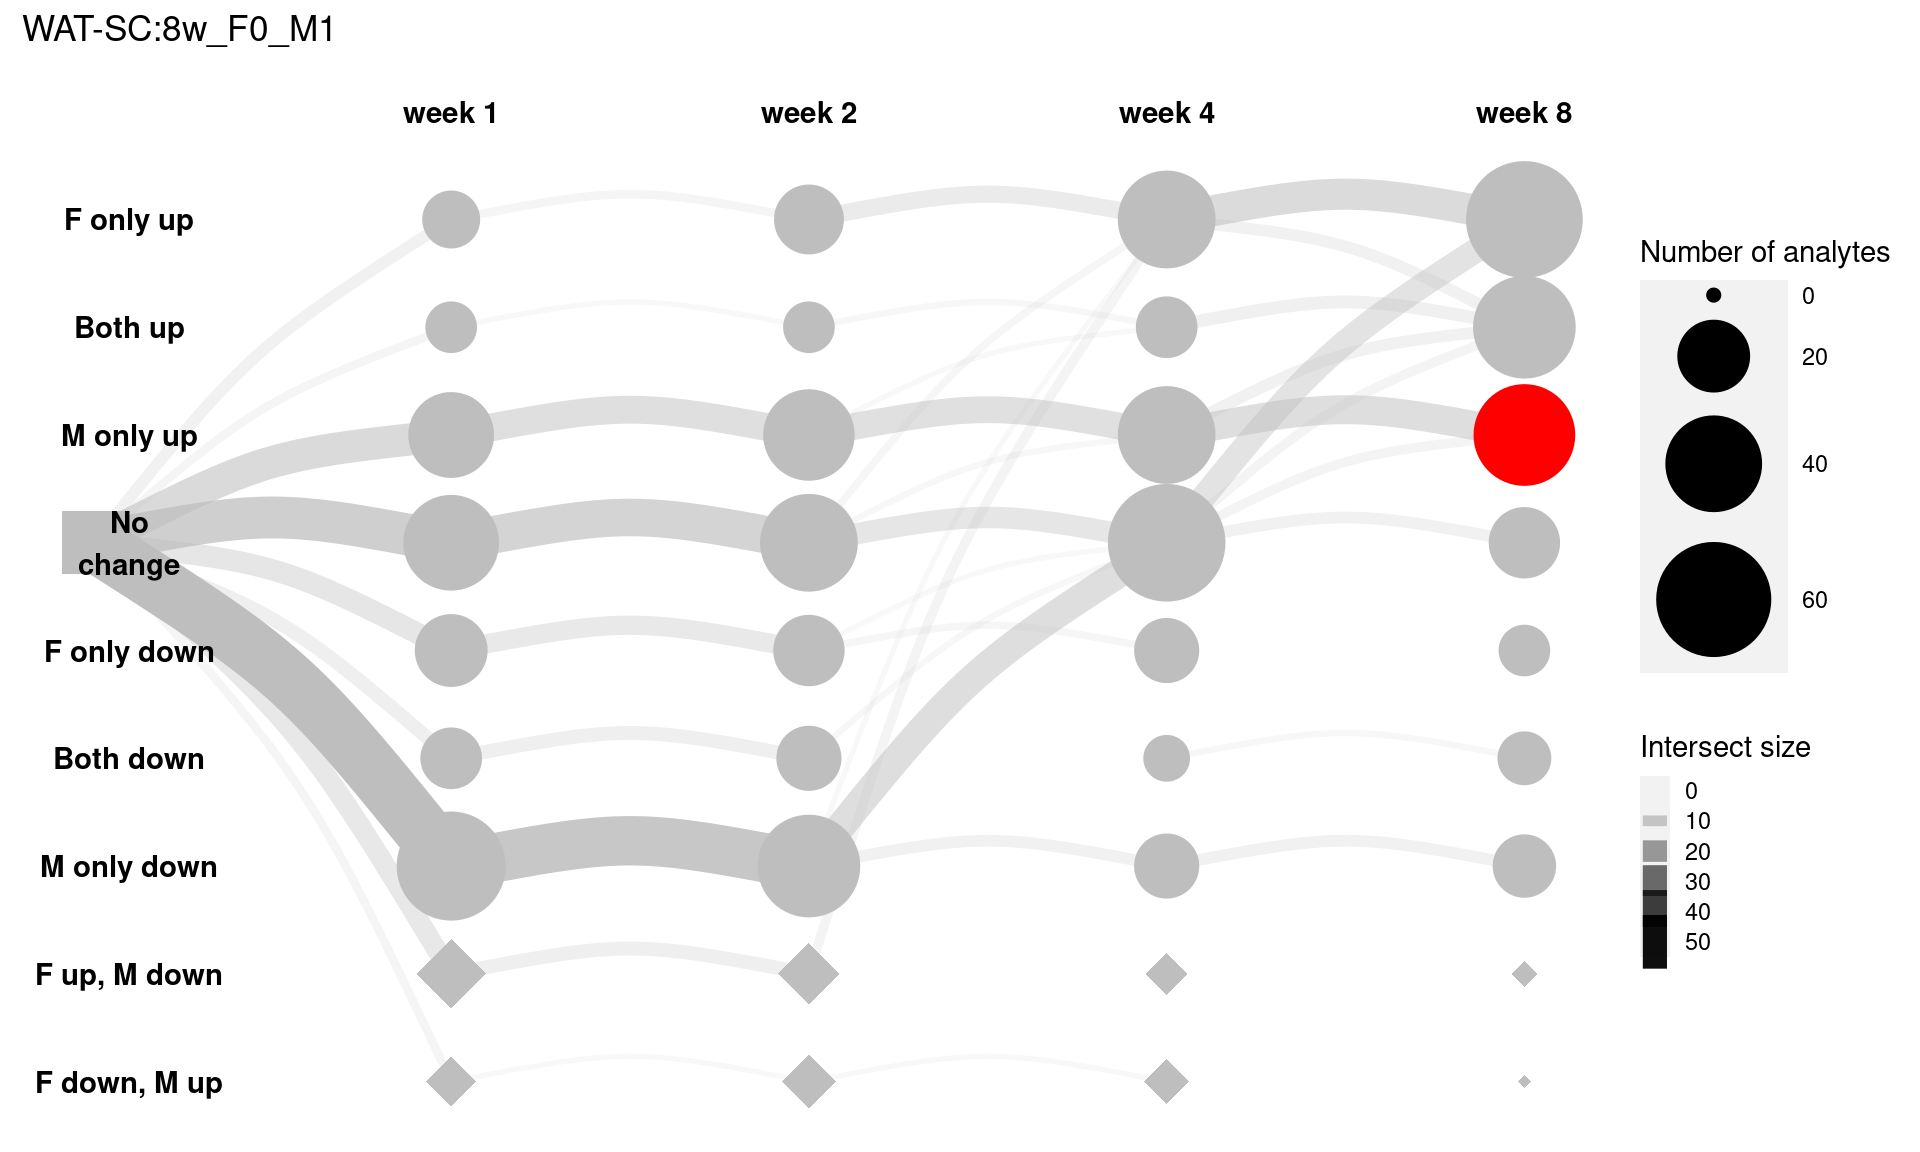 WAT-SC:8w_F0_M1
week 1
week 2
week 4
week 8
F only up
Both up
M only up
No
change
F only down
Both down
M only down
F up, M down
F down, M up
Number of analytes
0
20
40
60
Intersect size
0
10
20
30
40
50